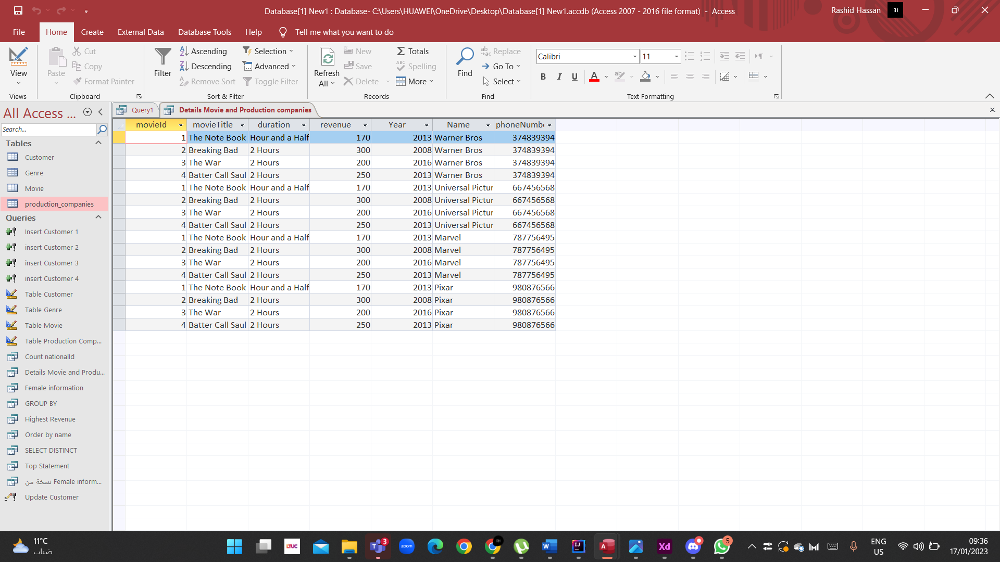 Database[1] New1 : Database- C:\Users\HUAWEI\OneDrive\Desktop\Database[1] New1.accdb (Access 2007 - 2016 file format) - Access
Rashid Hassan
RH
File Home Create External Data Database Tools Help Tell me what you want to do
View
Views
Paste
Cut
Copy
Format Painter
Clipboard
Filter
Ascending
Descending
Remove Sort
Selection
Advanced
Toggle Filter
Sort & Filter
Refresh
All
New
Save
Delete
Totals
Spelling
More
Records
Find
Replace
Go To
Select
Find
Calibri
11
B I U A
Text Formatting
All Access ...
Search...
Tables
Customer
Genre
Movie
production_companies
Queries
Insert Customer 1
insert Customer 2
insert Customer 3
insert Customer 4
Table Customer
Table Genre
Table Movie
Table Production Comp...
Count nationalId
Details Movie and Produ...
Female information
GROUP BY
Highest Revenue
Order by name
SELECT DISTINCT
Top Statement
نسخة من Female inform...
Update Customer
Query1
Details Movie and Production companies
movieId movieTitle duration revenue Year Name phoneNumbe
1 The Note Book Hour and a Half 170 2013 Warner Bros 374839394
2 Breaking Bad 2 Hours 300 2008 Warner Bros 374839394
3 The War 2 Hours 200 2016 Warner Bros 374839394
4 Batter Call Saul 2 Hours 250 2013 Warner Bros 374839394
1 The Note Book Hour and a Half 170 2013 Universal Pictur 667456568
2 Breaking Bad 2 Hours 300 2008 Universal Pictur 667456568
3 The War 2 Hours 200 2016 Universal Pictur 667456568
4 Batter Call Saul 2 Hours 250 2013 Universal Pictur 667456568
1 The Note Book Hour and a Half 170 2013 Marvel 787756495
2 Breaking Bad 2 Hours 300 2008 Marvel 787756495
3 The War 2 Hours 200 2016 Marvel 787756495
4 Batter Call Saul 2 Hours 250 2013 Marvel 787756495
1 The Note Book Hour and a Half 170 2013 Pixar 980876566
2 Breaking Bad 2 Hours 300 2008 Pixar 980876566
3 The War 2 Hours 200 2016 Pixar 980876566
4 Batter Call Saul 2 Hours 250 2013 Pixar 980876566
11°C
ضباب
LTUC
3
zoom
RH
W
IJ
A
Xd
5
ENG
US
09:36
17/01/2023